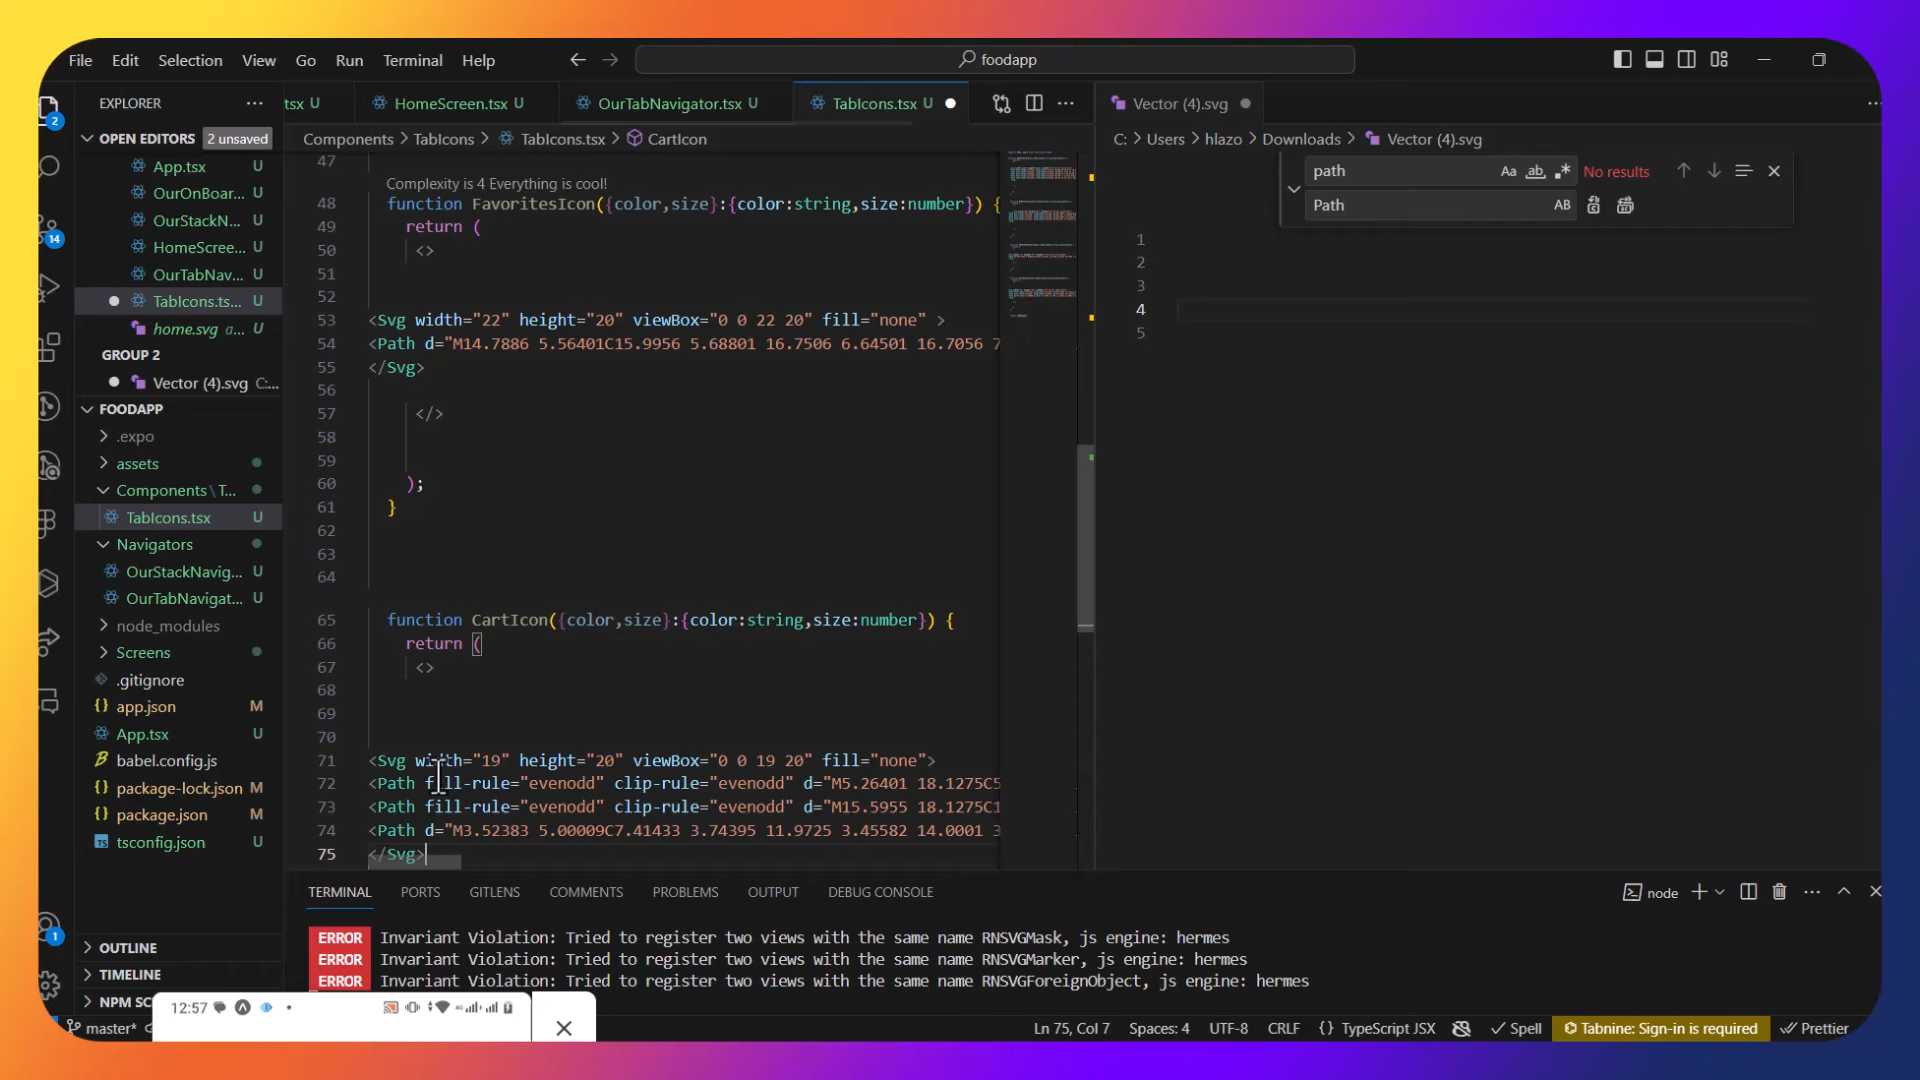 File Edit Selection View Go Run Terminal Help
foodapp
EXPLORER
tsx U
HomeScreen.tsx U
OurTabNavigator.tsx U
TabIcons.tsx U
Vector (4).svg
OPEN EDITORS 2 unsaved
Components > TabIcons > TabIcons.tsx > CartIcon
C: > Users > hlazo > Downloads > Vector (4).svg
App.tsx U
OurOnBoar... U
OurStackN... U
HomeScree... U
OurTabNav... U
TabIcons.ts... U
home.svg a... U
GROUP 2
Vector (4).svg C:...
FOODAPP
.expo
assets
Components \ T...
TabIcons.tsx U
Navigators
OurStackNavig... U
OurTabNavigat... U
node_modules
Screens
.gitignore
app.json M
App.tsx U
babel.config.js
package-lock.json M
package.json M
tsconfig.json U
OUTLINE
TIMELINE
NPM SC
2
14
1
47
Complexity is 4 Everything is cool!
48 function FavoritesIcon({color,size}:{color:string,size:number}) {
49 return (
50 <>
51
52
53 <Svg width="22" height="20" viewBox="0 0 22 20" fill="none" >
54 <Path d="M14.7886 5.56401C15.9956 5.68801 16.7506 6.64501 16.7056 7
55 </Svg>
56
57 </>
58
59
60 );
61 }
62
63
64
65 function CartIcon({color,size}:{color:string,size:number}) {
66 return (
67 <>
68
69
70
71 <Svg width="19" height="20" viewBox="0 0 19 20" fill="none">
72 <Path fill-rule="evenodd" clip-rule="evenodd" d="M5.26401 18.1275C5
73 <Path fill-rule="evenodd" clip-rule="evenodd" d="M15.5955 18.1275C1
74 <Path d="M3.52383 5.00009C7.41433 3.74395 11.9725 3.45582 14.0001 3
75 </Svg>
path Aa ab No results
Path AB
1
2
3
4
5
TERMINAL PORTS GITLENS COMMENTS PROBLEMS OUTPUT DEBUG CONSOLE
node
ERROR Invariant Violation: Tried to register two views with the same name RNSVGMask, js engine: hermes
ERROR Invariant Violation: Tried to register two views with the same name RNSVGMarker, js engine: hermes
ERROR Invariant Violation: Tried to register two views with the same name RNSVGForeignObject, js engine: hermes
12:57
master*
Ln 75, Col 7 Spaces: 4 UTF-8 CRLF {} TypeScript JSX Spell Tabnine: Sign-in is required Prettier